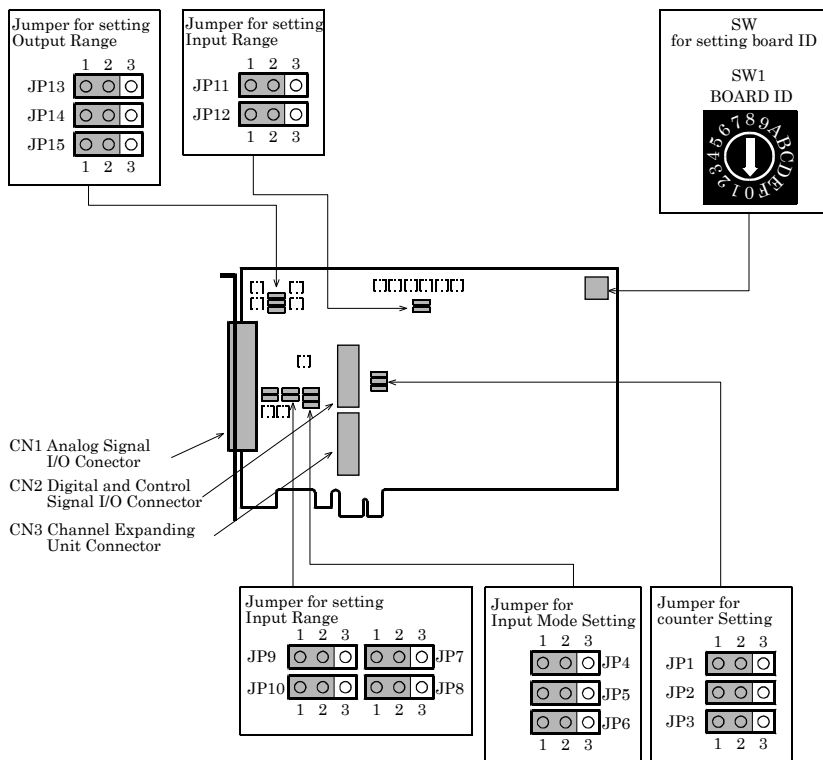 Jumper for setting
Output Range
1 2 3
JP13
JP14
JP15
1 2 3
Jumper for setting
Input Range
1 2 3
JP11
JP12
1 2 3
SW
for setting board ID
SW1
BOARD ID
0123456789ABCDEF
CN1 Analog Signal
I/O Conector
CN2 Digital and Control
Signal I/O Connector
CN3 Channel Expanding
Unit Connector
Jumper for setting
Input Range
1 2 3 1 2 3
JP9 JP7
JP10 JP8
1 2 3 1 2 3
Jumper for
Input Mode Setting
1 2 3
JP4
JP5
JP6
1 2 3
Jumper for
counter Setting
1 2 3
JP1
JP2
JP3
1 2 3